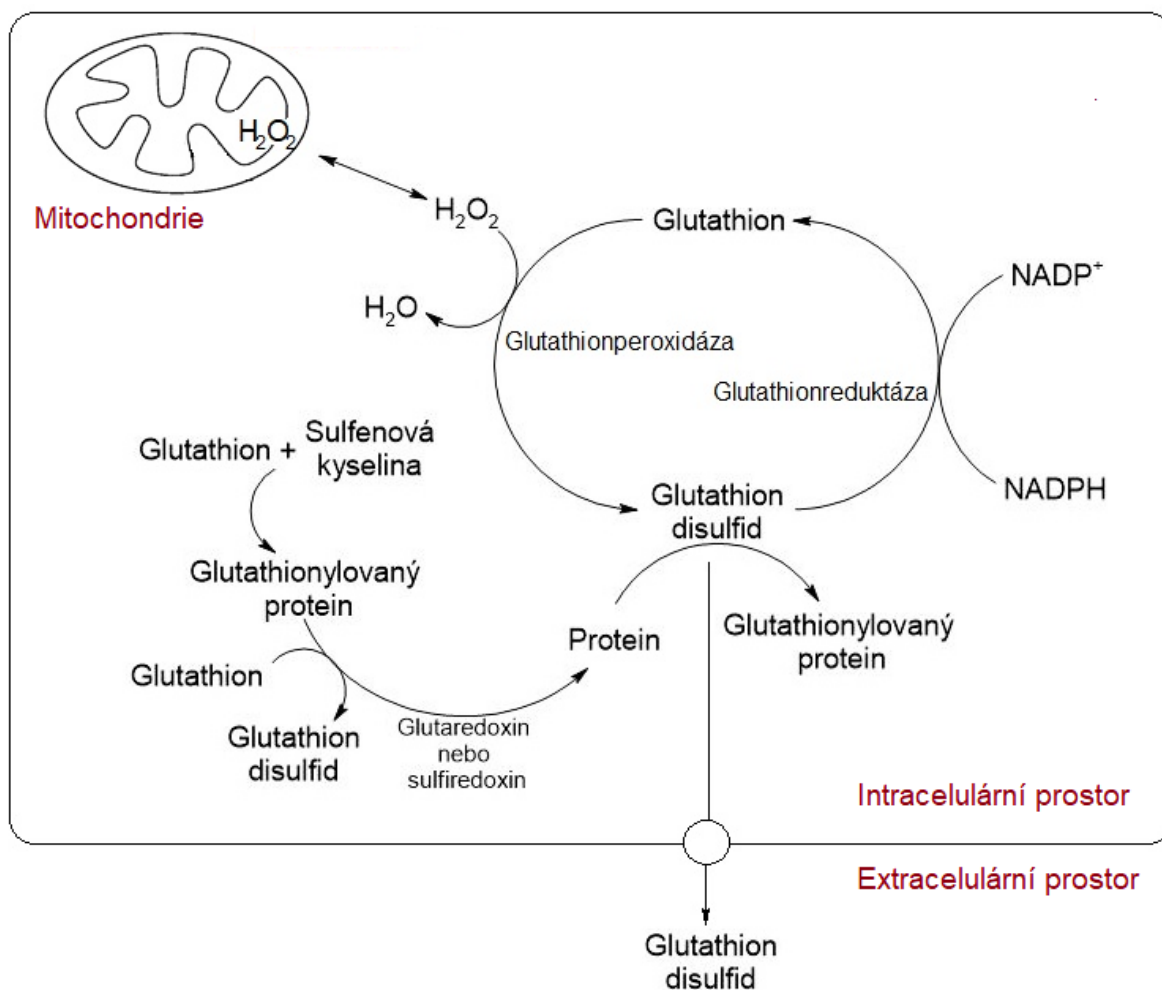 H₂O₂
Mitochondrie
H₂O₂
Glutathion
NADP⁺
H₂O
Glutathionperoxidáza
Glutathionreduktáza
Glutathion + Sulfenová
kyselina
Glutathion
disulfid
NADPH
Glutathionylovaný
protein
Protein
Glutathionylovaný
protein
Glutathion
Glutathion
disulfid
Glutaredoxin
nebo
sulfiredoxin
Intracelulární prostor
Extracelulární prostor
Glutathion
disulfid